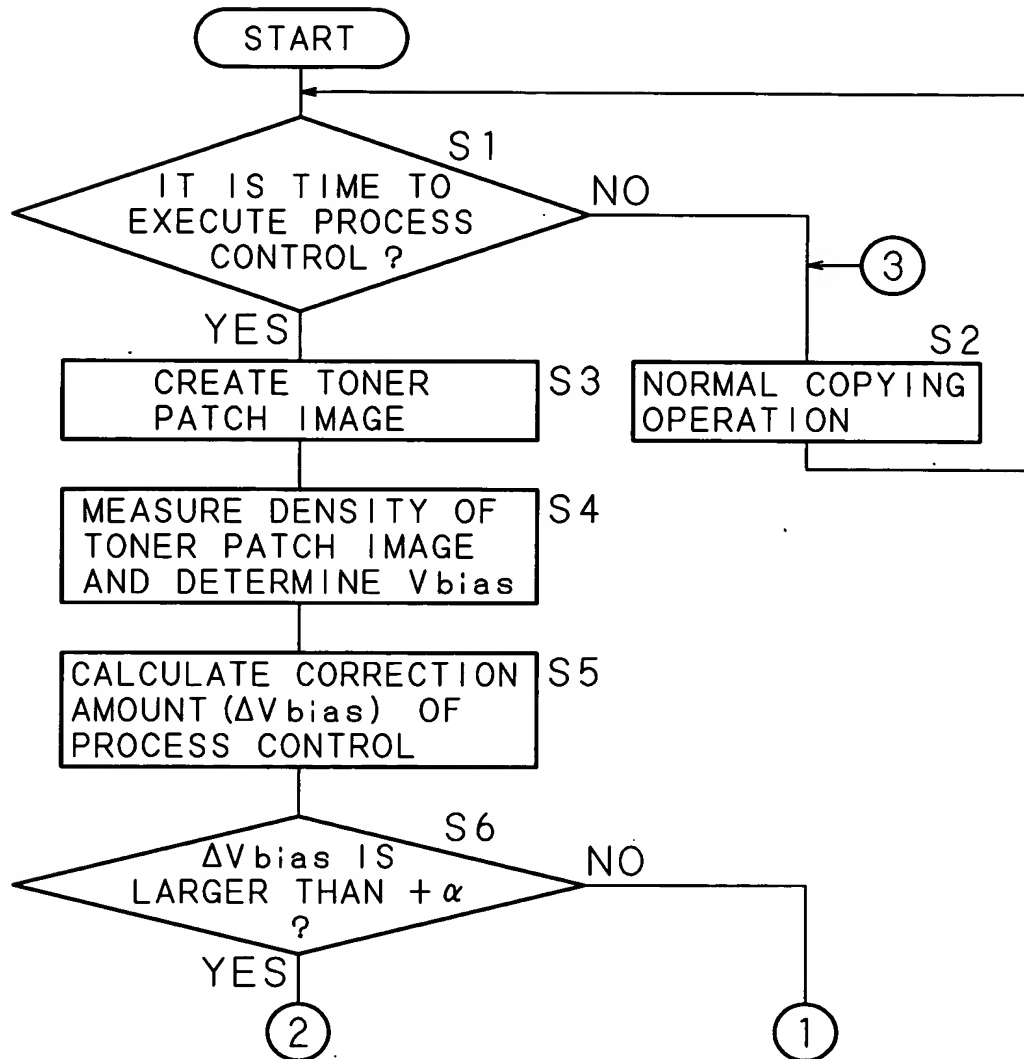 START
S1
IT IS TIME TO
EXECUTE PROCESS
CONTROL?
NO
YES
3
CREATE TONER
PATCH IMAGE
S3
S2
NORMAL COPYING
OPERATION
MEASURE DENSITY OF
TONER PATCH IMAGE
AND DETERMINE Vbias
S4
CALCULATE CORRECTION
AMOUNT (ΔVbias) OF
PROCESS CONTROL
S5
S6
ΔVbias IS
LARGER THAN +α
?
NO
YES
2
1